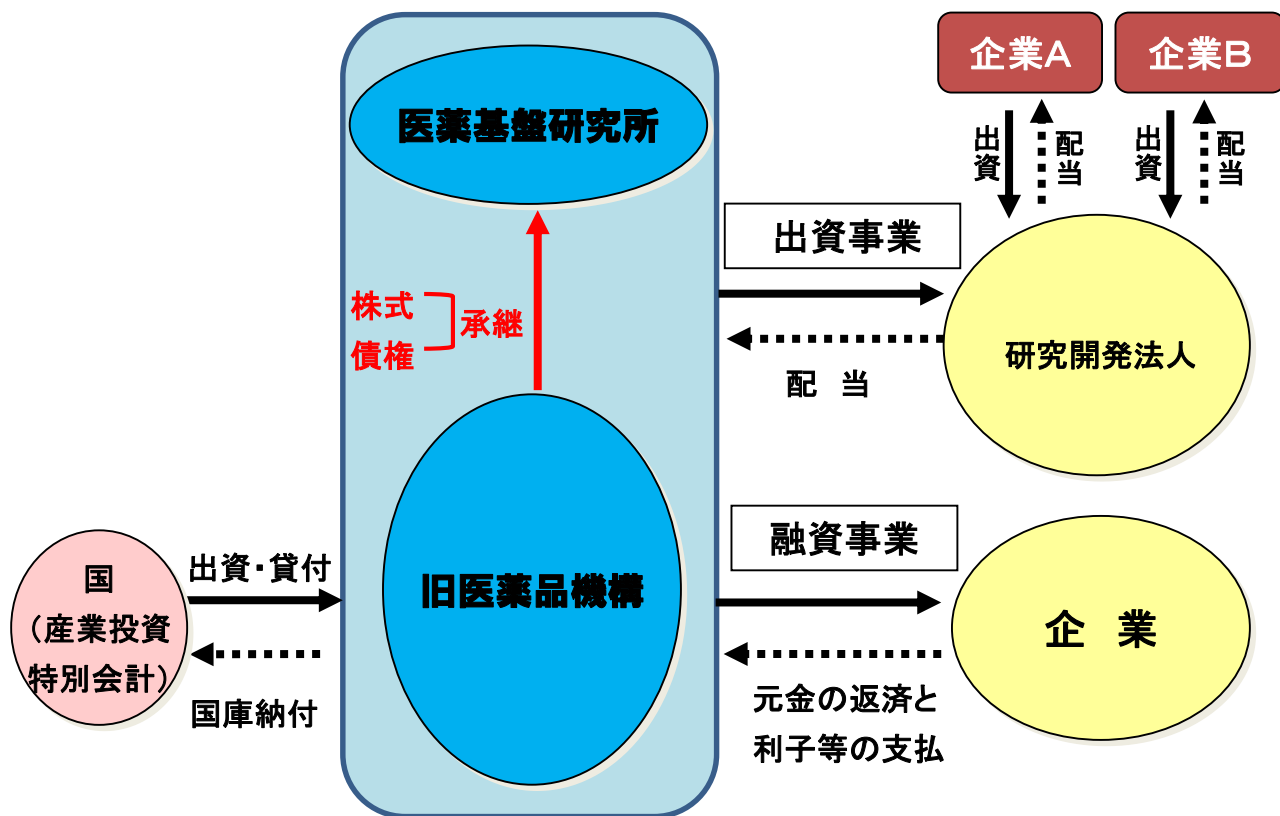 企業Ａ
企業Ｂ
出資
配当
出資
配当
医薬基盤研究所
出資事業
株式
債権
承継
配　当
研究開発法人
融資事業
国
（産業投資
特別会計）
出資・貸付
国庫納付
旧医薬品機構
企　業
元金の返済と
利子等の支払